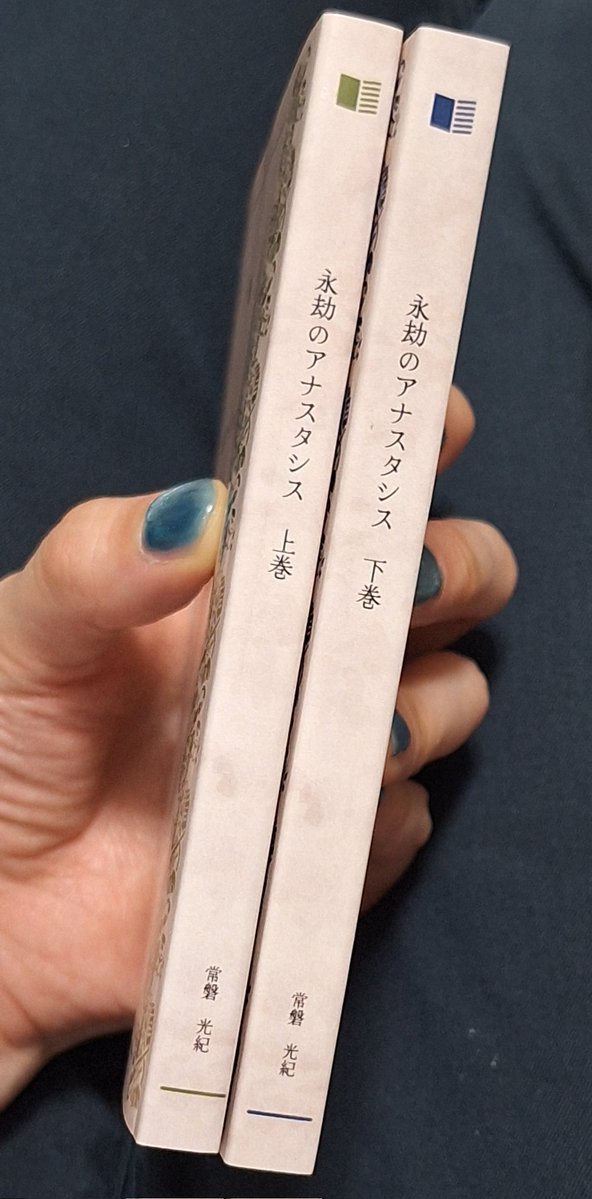 永劫のアナスタシス 上巻
常磐 光紀
永劫のアナスタシス 下巻
常磐 光紀